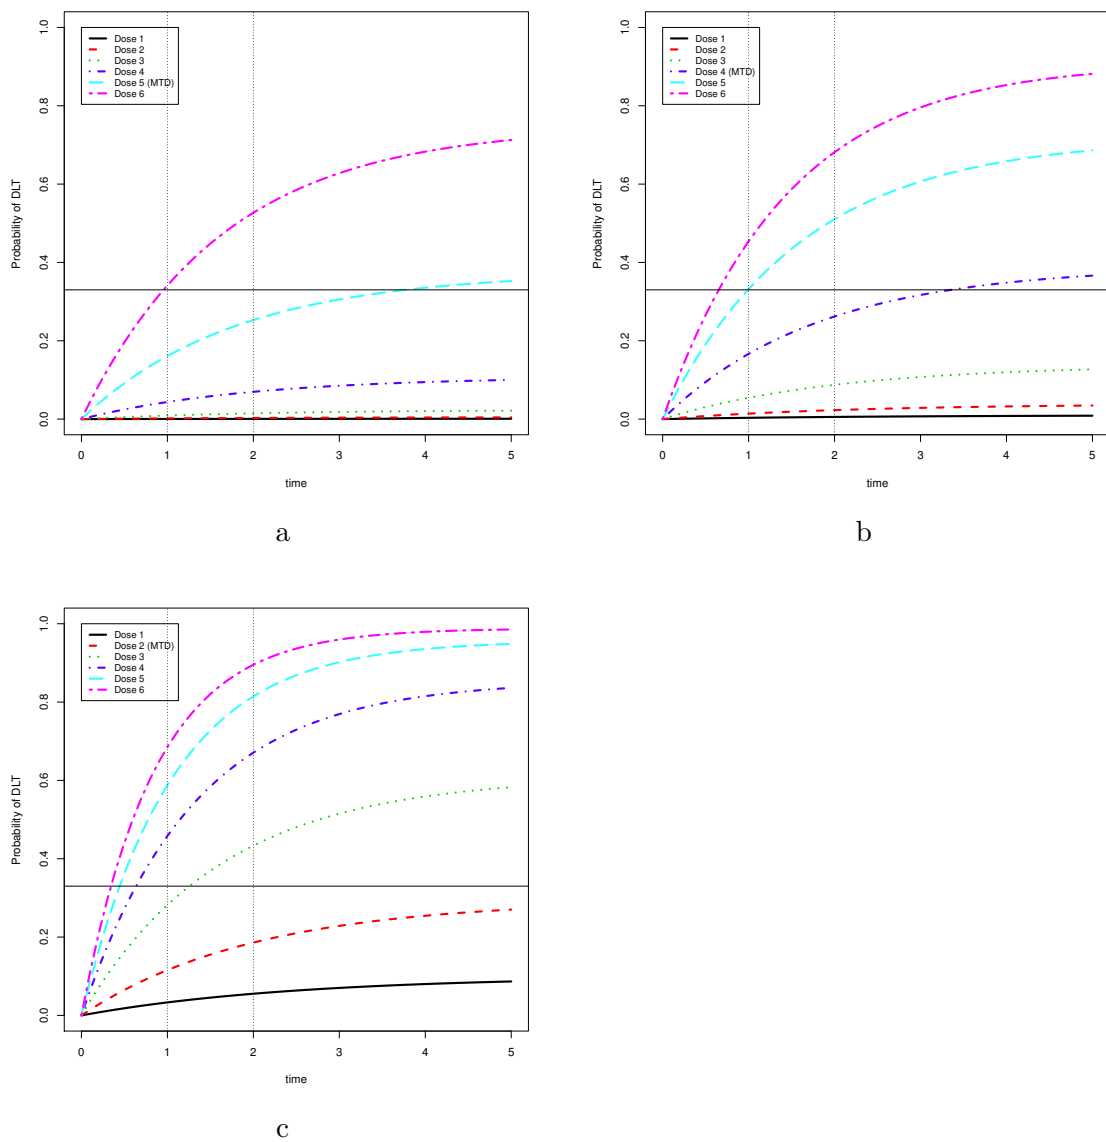 Dose 1
Dose 2
Dose 3
Dose 4
Dose 5 (MTD)
Dose 6
Probability of DLT
0.0
0.2
0.4
0.6
0.8
1.0
0 1 2 3 4 5
time
a
Dose 1
Dose 2
Dose 3
Dose 4 (MTD)
Dose 5
Dose 6
Probability of DLT
0.0
0.2
0.4
0.6
0.8
1.0
0 1 2 3 4 5
time
b
Dose 1
Dose 2 (MTD)
Dose 3
Dose 4
Dose 5
Dose 6
Probability of DLT
0.0
0.2
0.4
0.6
0.8
1.0
0 1 2 3 4 5
time
c